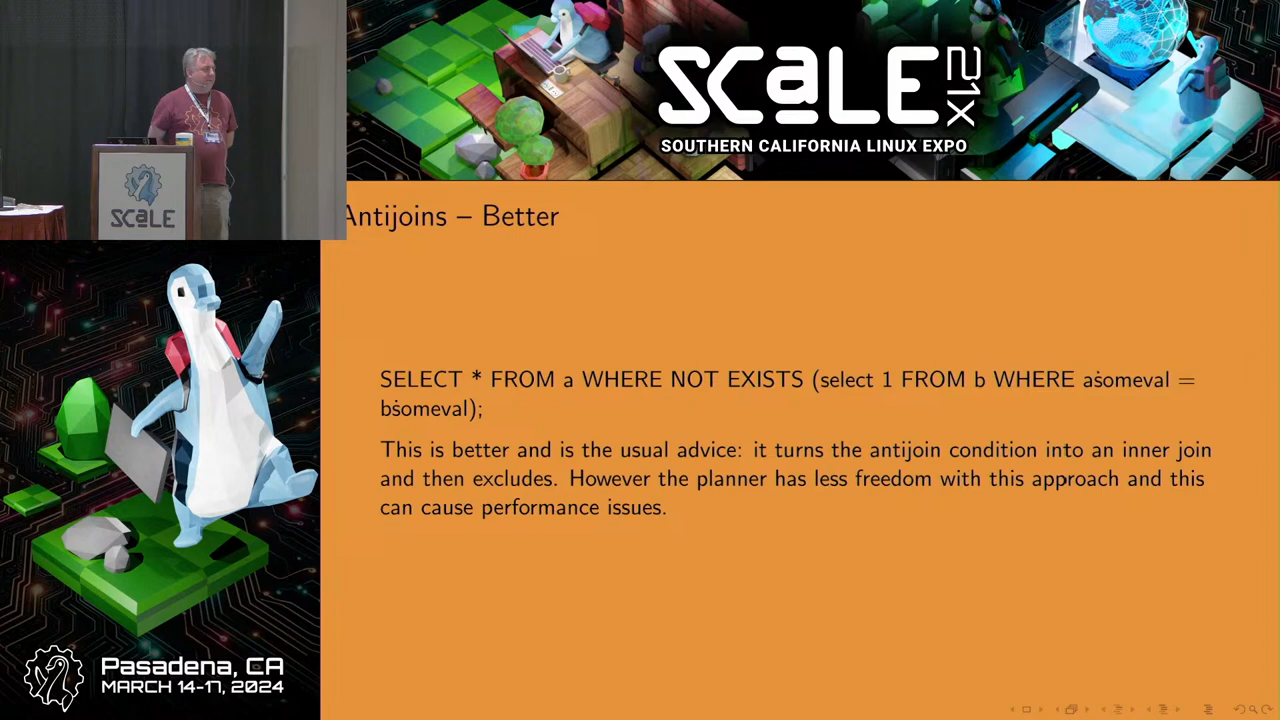 SCaLE 21x
SOUTHERN CALIFORNIA LINUX EXPO
SCaLE
Antijoins – Better
SELECT * FROM a WHERE NOT EXISTS (select 1 FROM b WHERE aṡomeval =
bṡomeval);
This is better and is the usual advice: it turns the antijoin condition into an inner join
and then excludes. However the planner has less freedom with this approach and this
can cause performance issues.
Pasadena, CA
MARCH 14-17, 2024